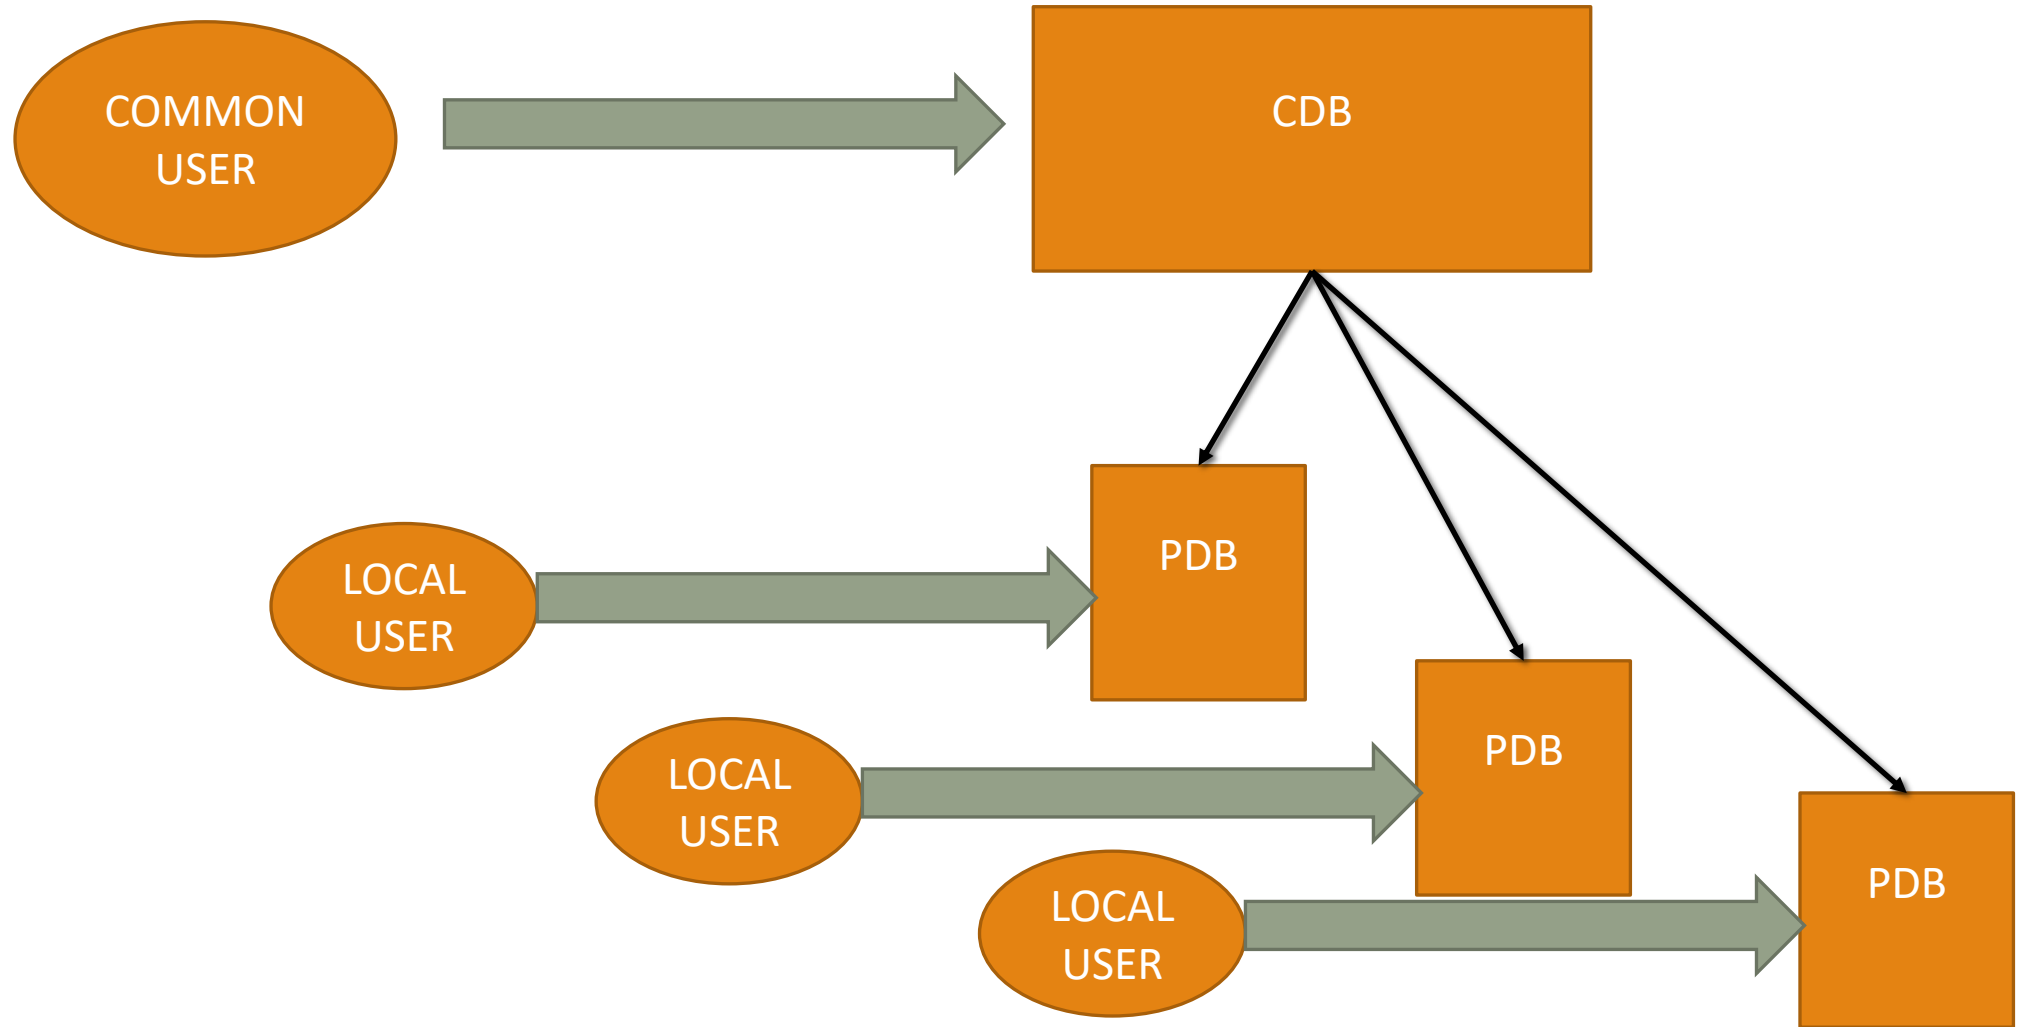 COMMON
USER
CDB
LOCAL
USER
PDB
LOCAL
USER
PDB
LOCAL
USER
PDB